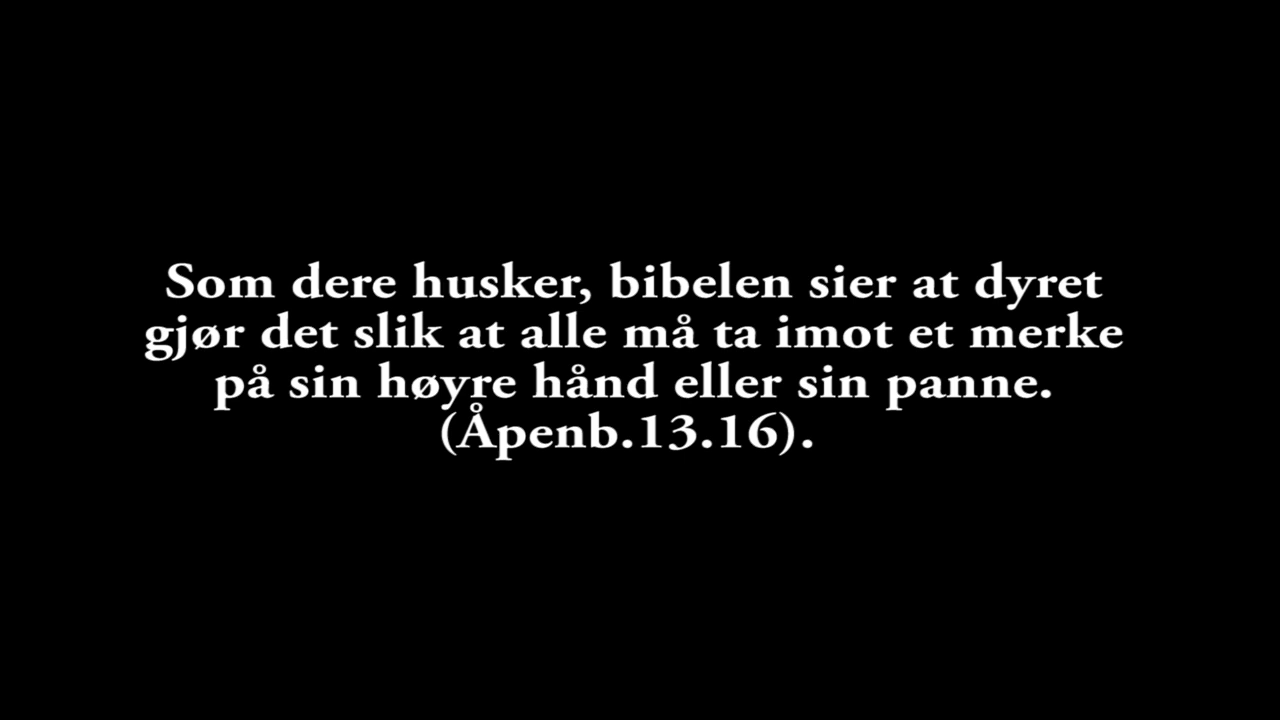 Som dere husker, bibelen sier at dyret
gjør det slik at alle må ta imot et merke
på sin høyre hånd eller sin panne.
(Åpenb.13.16).